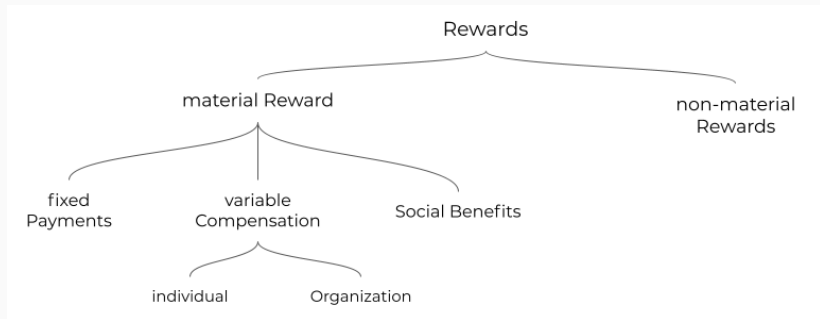 Rewards
material Reward
non-material
Rewards
fixed
Payments
variable
Compensation
Social Benefits
individual
Organization